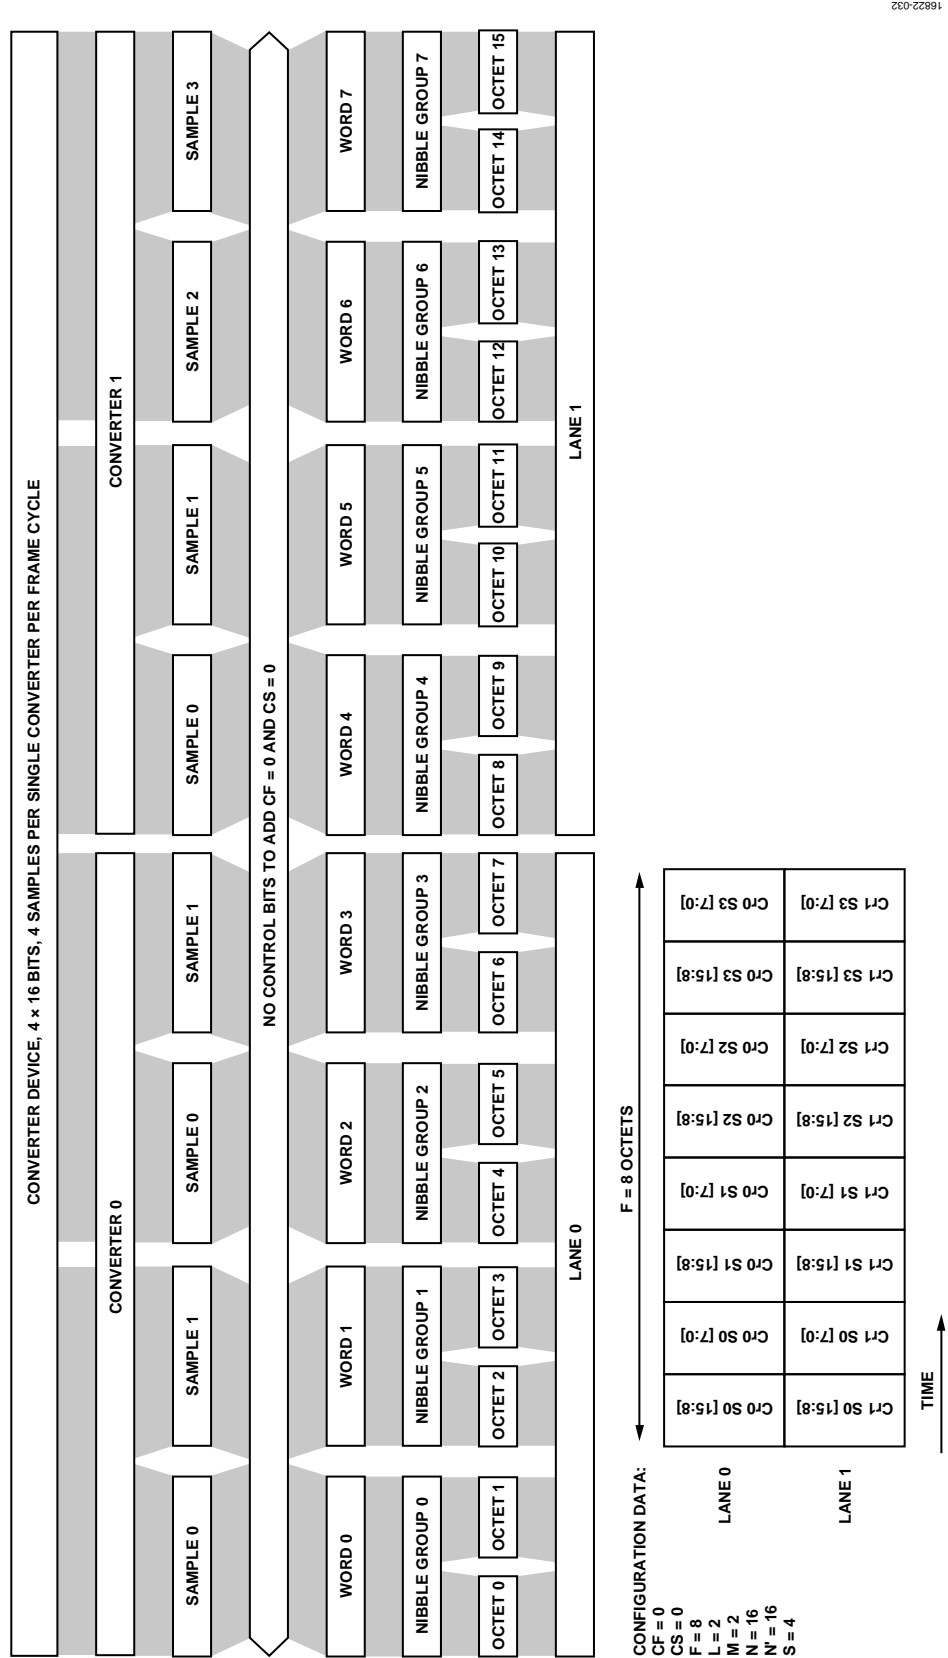 CONVERTER DEVICE, 4 × 16 BITS, 4 SAMPLES PER SINGLE CONVERTER PER FRAME CYCLE
CONVERTER 0 CONVERTER 1
SAMPLE 0 SAMPLE 1 SAMPLE 0 SAMPLE 1 SAMPLE 0 SAMPLE 1 SAMPLE 2 SAMPLE 3
NO CONTROL BITS TO ADD CF = 0 AND CS = 0
WORD 0 WORD 1 WORD 2 WORD 3 WORD 4 WORD 5 WORD 6 WORD 7
NIBBLE GROUP 0 NIBBLE GROUP 1 NIBBLE GROUP 2 NIBBLE GROUP 3 NIBBLE GROUP 4 NIBBLE GROUP 5 NIBBLE GROUP 6 NIBBLE GROUP 7
OCTET 0 OCTET 1 OCTET 2 OCTET 3 OCTET 4 OCTET 5 OCTET 6 OCTET 7 OCTET 8 OCTET 9 OCTET 10 OCTET 11 OCTET 12 OCTET 13 OCTET 14 OCTET 15
LANE 0 LANE 1
CONFIGURATION DATA:
CF = 0
CS = 0
F = 8
L = 2
M = 2
N = 16
N' = 16
S = 4
F = 8 OCTETS
LANE 0 Cr0 S0 [15:8] Cr0 S0 [7:0] Cr0 S1 [15:8] Cr0 S1 [7:0] Cr0 S2 [15:8] Cr0 S2 [7:0] Cr0 S3 [15:8] Cr0 S3 [7:0]
LANE 1 Cr1 S0 [15:8] Cr1 S0 [7:0] Cr1 S1 [15:8] Cr1 S1 [7:0] Cr1 S2 [15:8] Cr1 S2 [7:0] Cr1 S3 [15:8] Cr1 S3 [7:0]
TIME
16822-032